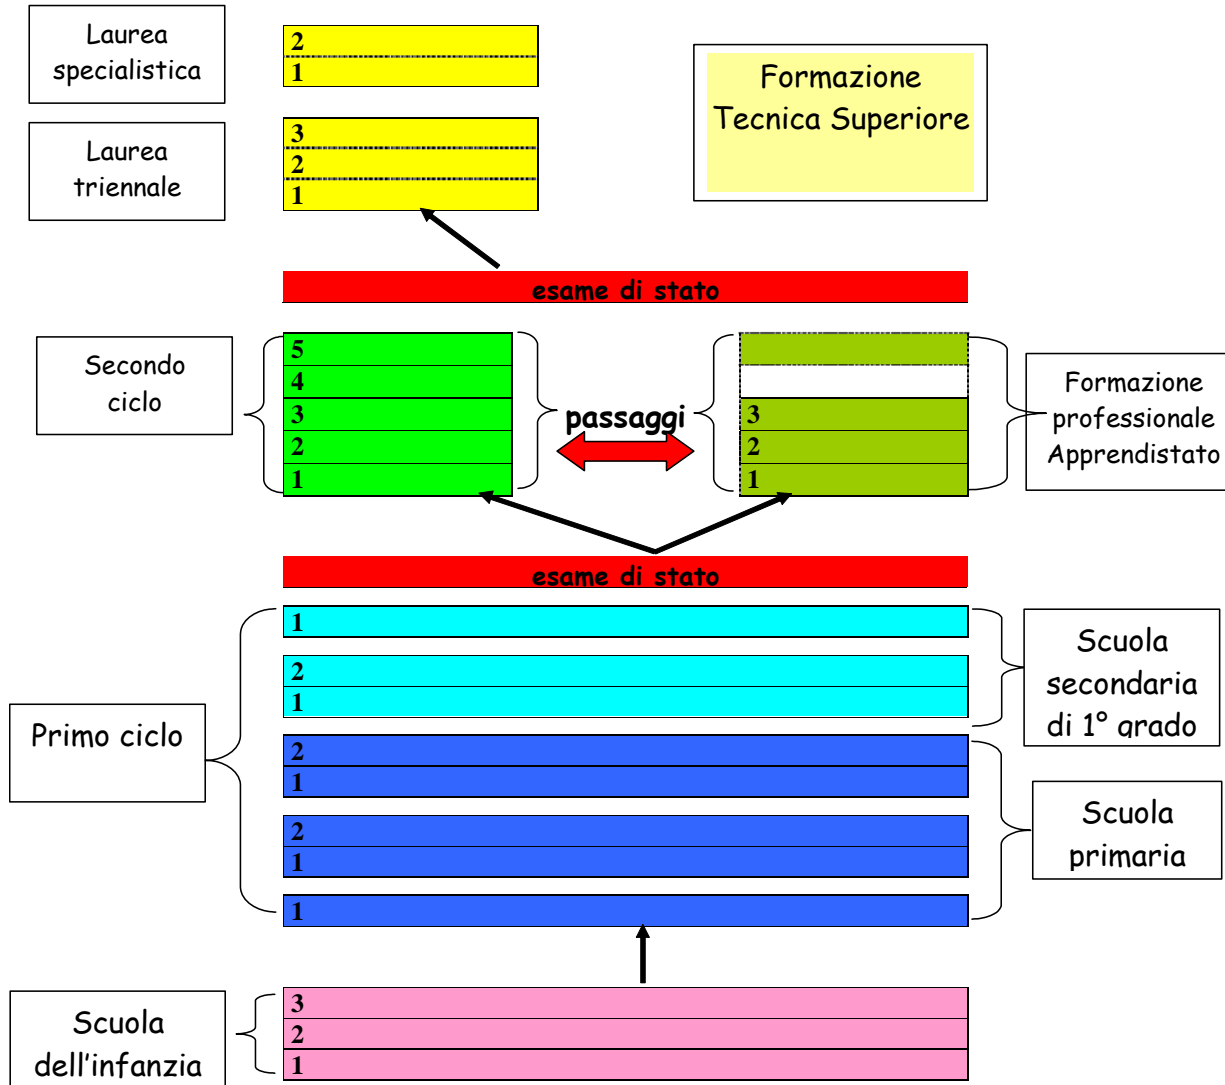 Laurea
specialistica
2
1
Formazione
Tecnica Superiore
Laurea
triennale
3
2
1
esame di stato
Secondo
ciclo
5
4
3
2
1
passaggi
3
2
1
Formazione
professionale
Apprendistato
esame di stato
Primo ciclo
1
2
1
2
1
2
1
1
Scuola
secondaria
di 1° grado
Scuola
primaria
Scuola
dell'infanzia
3
2
1